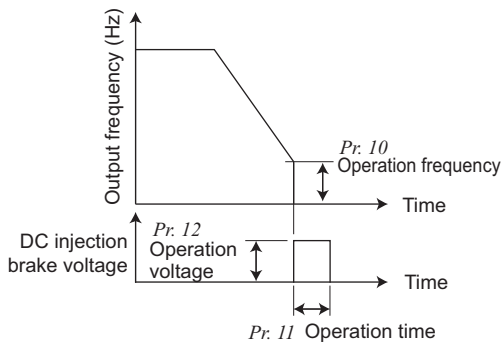 Output frequency (Hz)
Pr. 10
Operation frequency
Time
DC injection
brake voltage
Pr. 12
Operation
voltage
Time
Pr. 11 Operation time